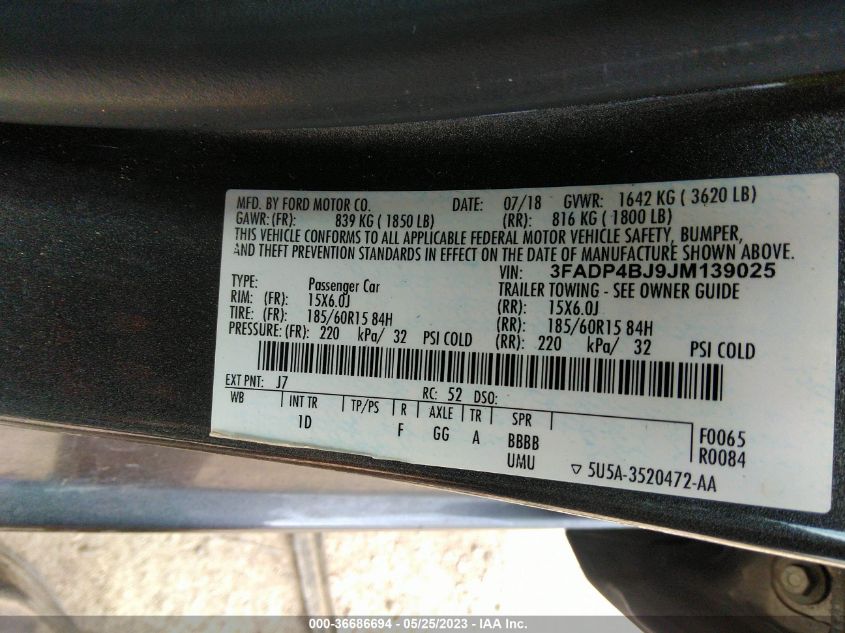 MFD. BY FORD MOTOR CO. DATE: 07/18 GVWR: 1642 KG ( 3620 LB)
GAWR: (FR): 839 KG ( 1850 LB) (RR): 816 KG ( 1800 LB)
THIS VEHICLE CONFORMS TO ALL APPLICABLE FEDERAL MOTOR VEHICLE SAFETY, BUMPER,
AND THEFT PREVENTION STANDARDS IN EFFECT ON THE DATE OF MANUFACTURE SHOWN ABOVE.
VIN: 3FADP4BJ9JM139025
TYPE: Passenger Car TRAILER TOWING - SEE OWNER GUIDE
RIM: (FR): 15X6.0J (RR): 15X6.0J
TIRE: (FR): 185/60R15 84H (RR): 185/60R15 84H
PRESSURE: (FR): 220 kPa/ 32 PSI COLD (RR): 220 kPa/ 32 PSI COLD
EXT PNT: J7 RC: 52 DSO:
WB INT TR TP/PS R AXLE TR SPR
1D F GG A BBBB F0065
UMU R0084
▽ 5U5A-3520472-AA
000-36686694 - 05/25/2023 - IAA Inc.